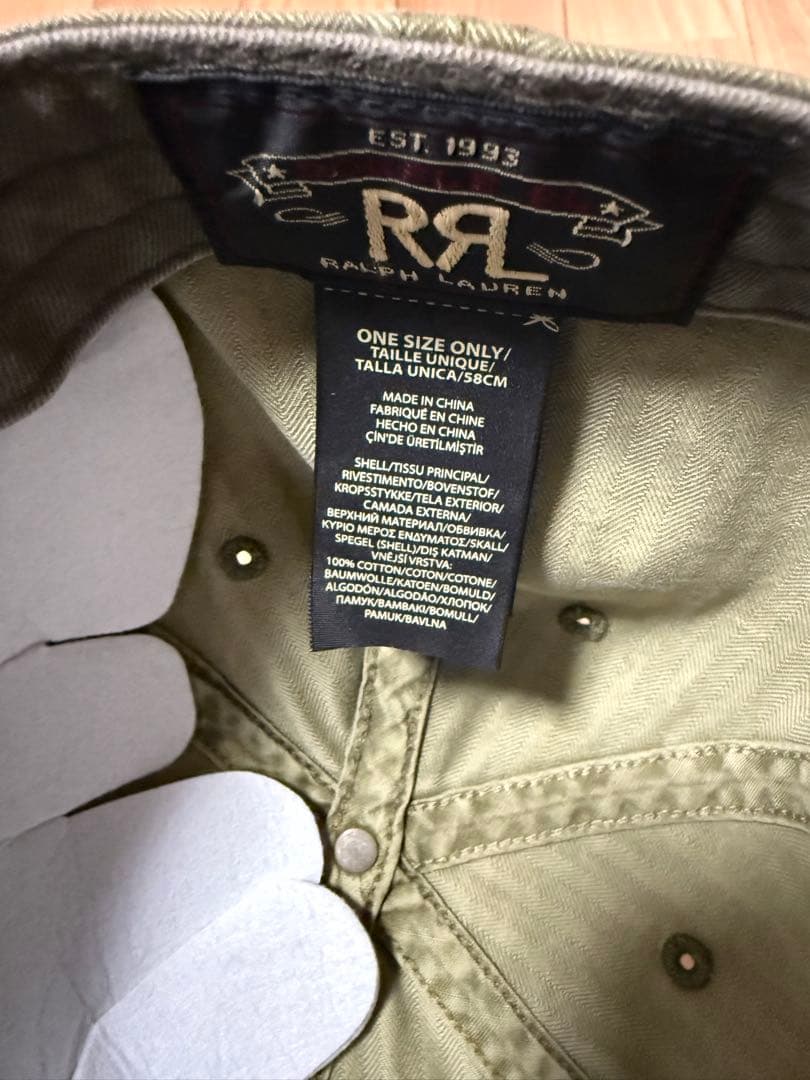 EST. 1993
RRL
RALPH LAUREN
ONE SIZE ONLY/
TAILLE UNIQUE/
TALLA UNICA/58CM
MADE IN CHINA
FABRIQUÉ EN CHINE
HECHO EN CHINA
ÇİN'DE ÜRETİLMİŞTİR
SHELL/TISSU PRINCIPAL/
RIVESTIMENTO/BOVENSTOF/
KROPSSTYKKE/TELA EXTERIOR/
CAMADA EXTERNA/
ВЕРХНИЙ МАТЕРИАЛ/ОБВИВКА/
ΚΥΡΙΟ ΜΕΡΟΣ ΕΝΔΥΜΑΤΟΣ/SKALL/
SPEGEL (SHELL)/DIŞ KATMAN/
VNĚJŠÍ VRSTVA:
100% COTTON/COTON/COTONE/
BAUMWOLLE/KATOEN/BOMULD/
ALGODÓN/ALGODÃO/ХЛОПОК/
ПАМУК/ΒΑΜΒΑΚΙ/BOMULL/
PAMUK/BAVLNA